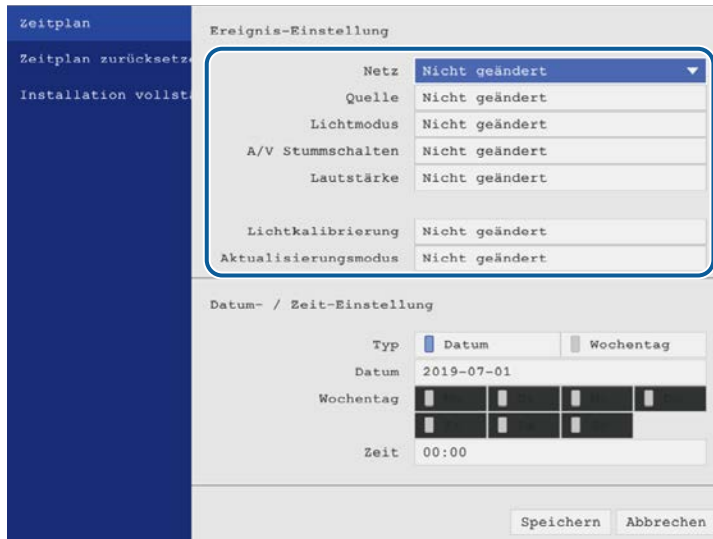 Zeitplan
Zeitplan zurücksetze
Installation vollstä
Ereignis-Einstellung
Netz Nicht geändert
Quelle Nicht geändert
Lichtmodus Nicht geändert
A/V Stummschalten Nicht geändert
Lautstärke Nicht geändert
Lichtkalibrierung Nicht geändert
Aktualisierungsmodus Nicht geändert
Datum- / Zeit-Einstellung
Typ Datum Wochentag
Datum 2019-07-01
Wochentag
Zeit 00:00
Speichern Abbrechen